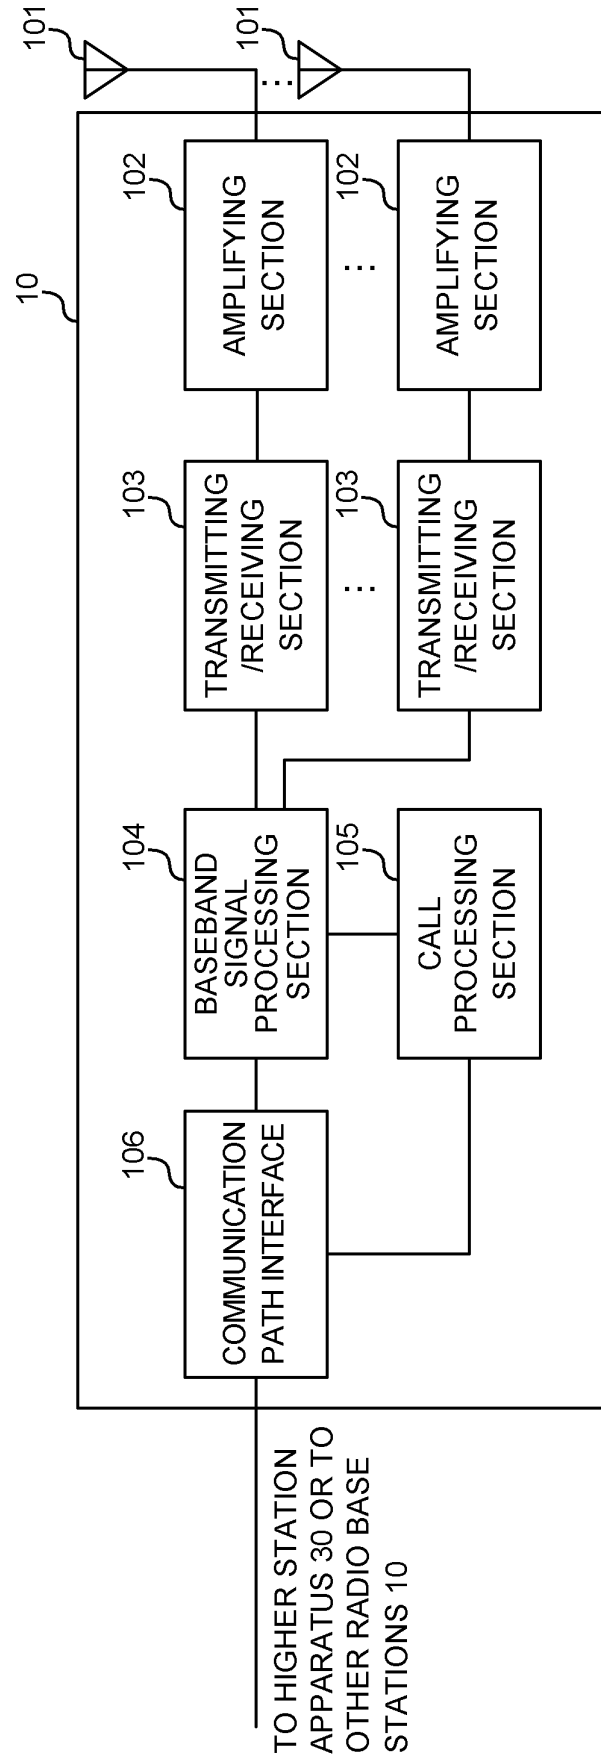 10
101
101
...
102
AMPLIFYING
SECTION
...
102
AMPLIFYING
SECTION
103
TRANSMITTING
/RECEIVING
SECTION
...
103
TRANSMITTING
/RECEIVING
SECTION
104
BASEBAND
SIGNAL
PROCESSING
SECTION
105
CALL
PROCESSING
SECTION
106
COMMUNICATION
PATH INTERFACE
TO HIGHER STATION
APPARATUS 30 OR TO
OTHER RADIO BASE
STATIONS 10